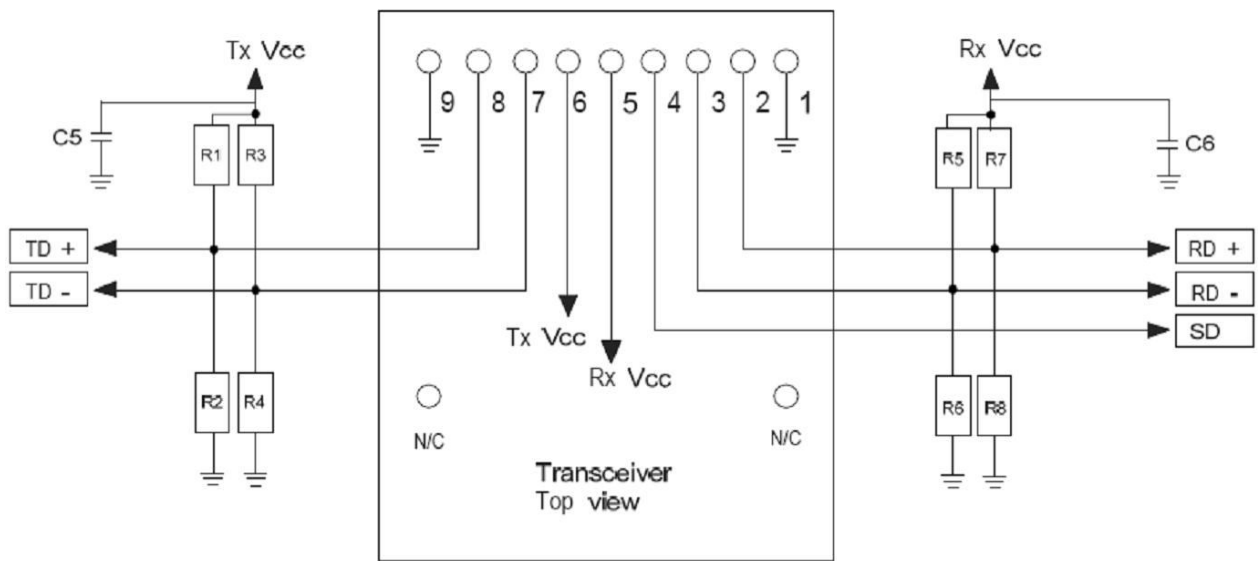 Tx Vcc
Rx Vcc
9 8 7 6 5 4 3 2 1
C5
R1
R3
R5
R7
C6
TD +
RD +
TD -
RD -
Tx Vcc
SD
Rx Vcc
R2
R4
R6
R8
N/C
N/C
Transceiver
Top view